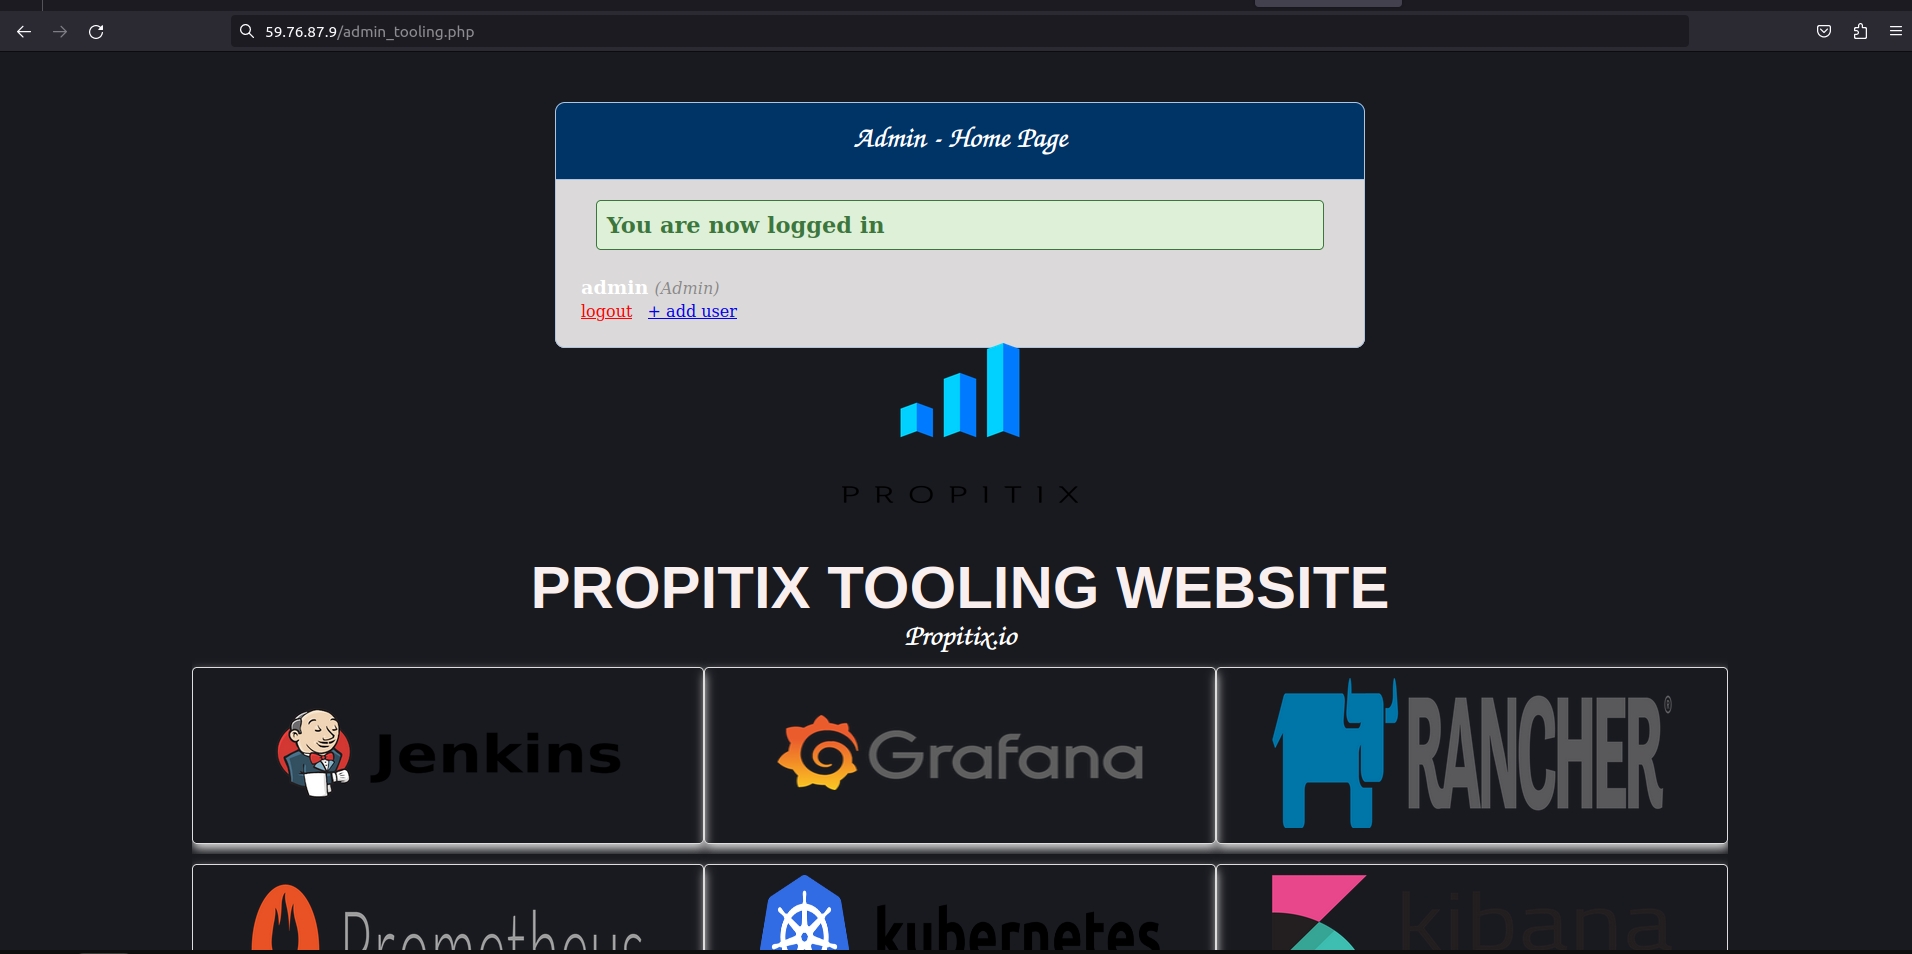 59.76.87.9/admin_tooling.php
Admin - Home Page
You are now logged in
admin (Admin)
logout + add user
PROPITIX
PROPITIX TOOLING WEBSITE
Propitix.io
Jenkins
Grafana
RANCHER®
Prometheus
kubernetes
kibana